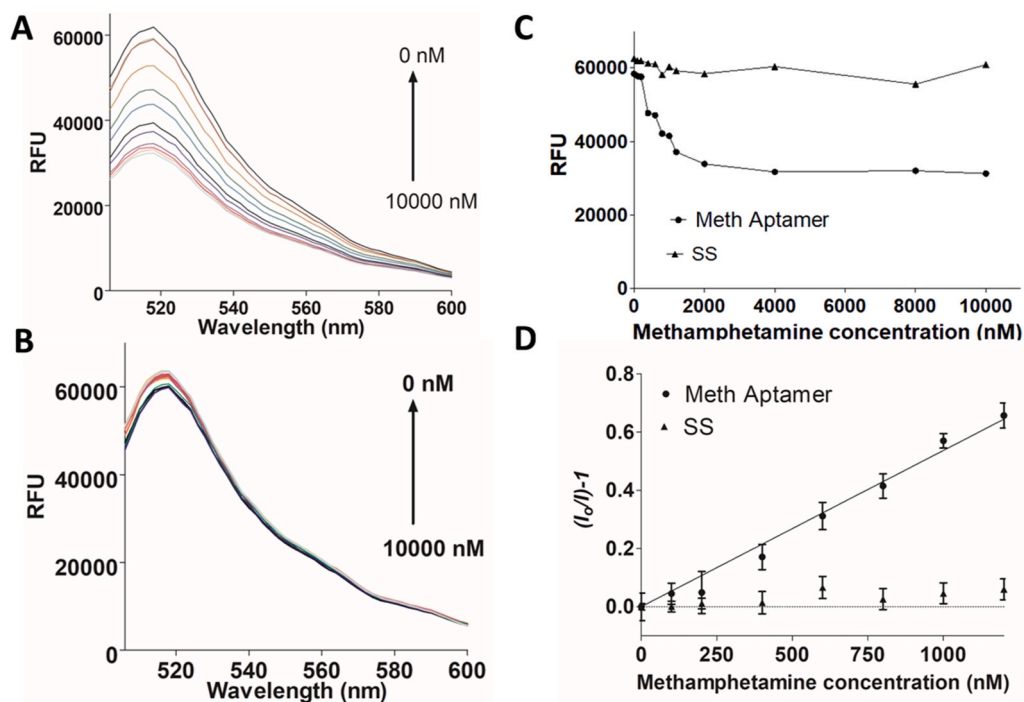 A
60000
40000
20000
0
RFU
0 nM
10000 nM
520
540
560
580
600
Wavelength (nm)
B
60000
40000
20000
0
RFU
0 nM
10000 nM
520
540
560
580
600
Wavelength (nm)
C
60000
40000
20000
0
RFU
Meth Aptamer
SS
0
2000
4000
6000
8000
10000
Methamphetamine concentration (nM)
D
0.8
0.6
0.4
0.2
0.0
(Io/I)-1
Meth Aptamer
SS
0
250
500
750
1000
Methamphetamine concentration (nM)